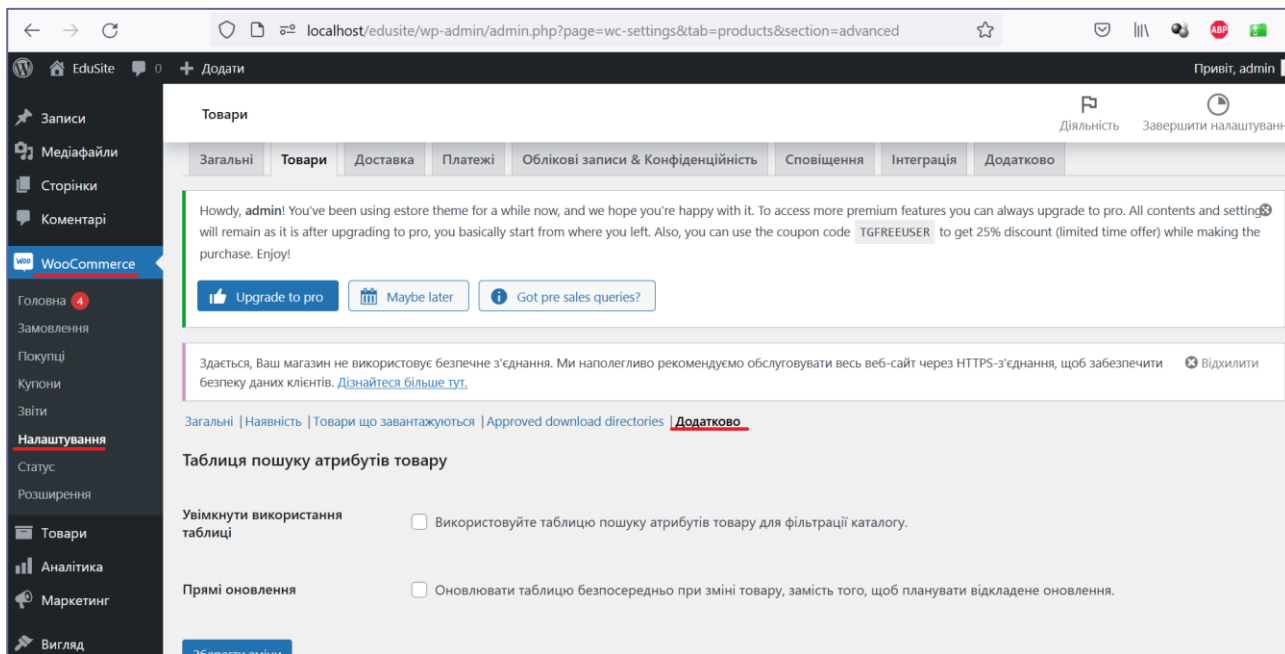 localhost/edusite/wp-admin/admin.php?page=wc-settings&tab=products&section=advanced
ABP
EduSite 0 + Додати
Привіт, admin
Записи
Медіафайли
Сторінки
Коментарі
WooCommerce
Головна 4
Замовлення
Покупці
Купони
Звіти
Налаштування
Статус
Розширення
Товари
Аналітика
Маркетинг
Вигляд
Товари
Діяльність
Завершити налаштуванн
Загальні Товари Доставка Платежі Облікові записи & Конфіденційність Сповіщення Інтеграція Додатково
Howdy, admin! You've been using estore theme for a while now, and we hope you're happy with it. To access more premium features you can always upgrade to pro. All contents and setting
will remain as it is after upgrading to pro, you basically start from where you left. Also, you can use the coupon code TGFREEUSER to get 25% discount (limited time offer) while making the
purchase. Enjoy!
Upgrade to pro Maybe later Got pre sales queries?
Здається, Ваш магазин не використовує безпечне з'єднання. Ми наполегливо рекомендуємо обслуговувати весь веб-сайт через HTTPS-з'єднання, щоб забезпечити
безпеку даних клієнтів. Дізнайтеся більше тут.
Відхилити
Загальні | Наявність | Товари що завантажуються | Approved download directories | Додатково
Таблиця пошуку атрибутів товару
Увімкнути використання
таблиці
Використовуйте таблицю пошуку атрибутів товару для фільтрації каталогу.
Прямі оновлення
Оновлювати таблицю безпосередньо при зміні товару, замість того, щоб планувати відкладене оновлення.
Зберегти зміни